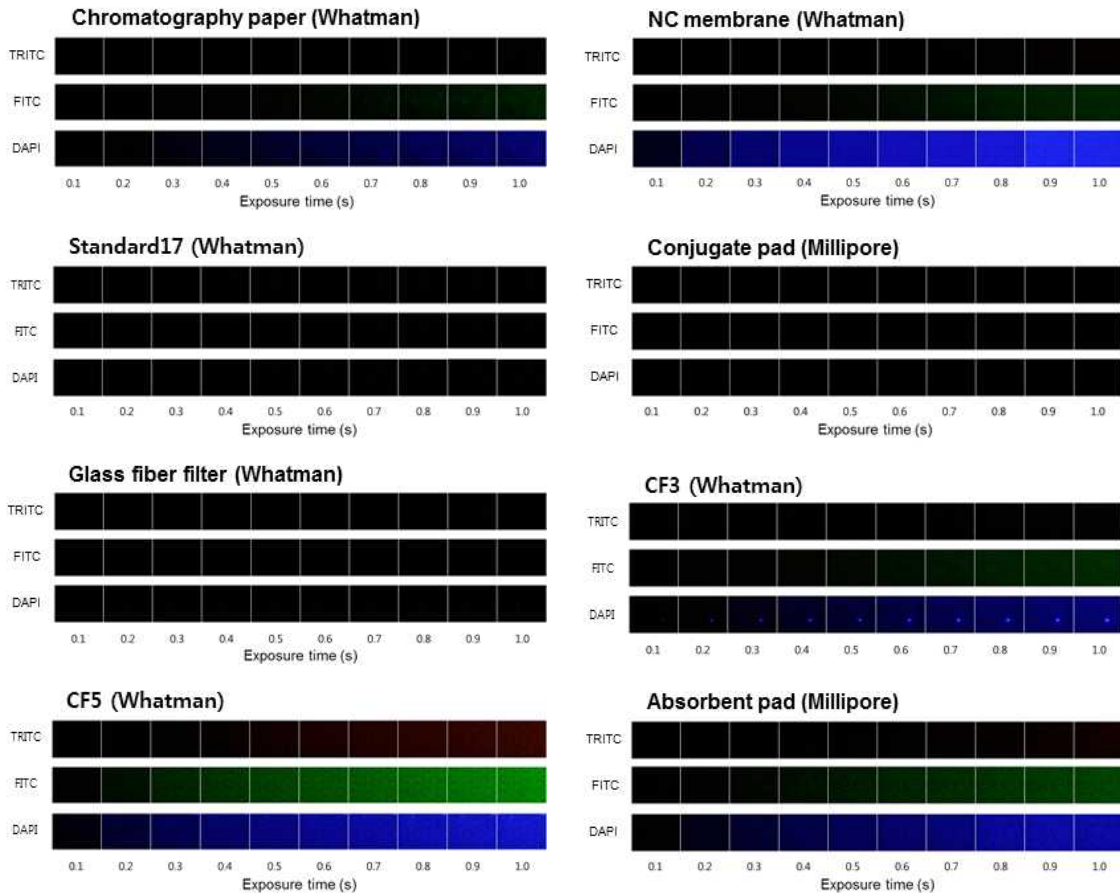 Chromatography paper (Whatman)
TRITC
FITC
DAPI
0.1 0.2 0.3 0.4 0.5 0.6 0.7 0.8 0.9 1.0
Exposure time (s)
NC membrane (Whatman)
TRITC
FITC
DAPI
0.1 0.2 0.3 0.4 0.5 0.6 0.7 0.8 0.9 1.0
Exposure time (s)
Standard17 (Whatman)
TRITC
FITC
DAPI
0.1 0.2 0.3 0.4 0.5 0.6 0.7 0.8 0.9 1.0
Exposure time (s)
Conjugate pad (Millipore)
TRITC
FITC
DAPI
0.1 0.2 0.3 0.4 0.5 0.6 0.7 0.8 0.9 1.0
Exposure time (s)
Glass fiber filter (Whatman)
TRITC
FITC
DAPI
0.1 0.2 0.3 0.4 0.5 0.6 0.7 0.8 0.9 1.0
Exposure time (s)
CF3 (Whatman)
TRITC
FITC
DAPI
0.1 0.2 0.3 0.4 0.5 0.6 0.7 0.8 0.9 1.0
Exposure time (s)
CF5 (Whatman)
TRITC
FITC
DAPI
0.1 0.2 0.3 0.4 0.5 0.6 0.7 0.8 0.9 1.0
Exposure time (s)
Absorbent pad (Millipore)
TRITC
FITC
DAPI
0.1 0.2 0.3 0.4 0.5 0.6 0.7 0.8 0.9 1.0
Exposure time (s)